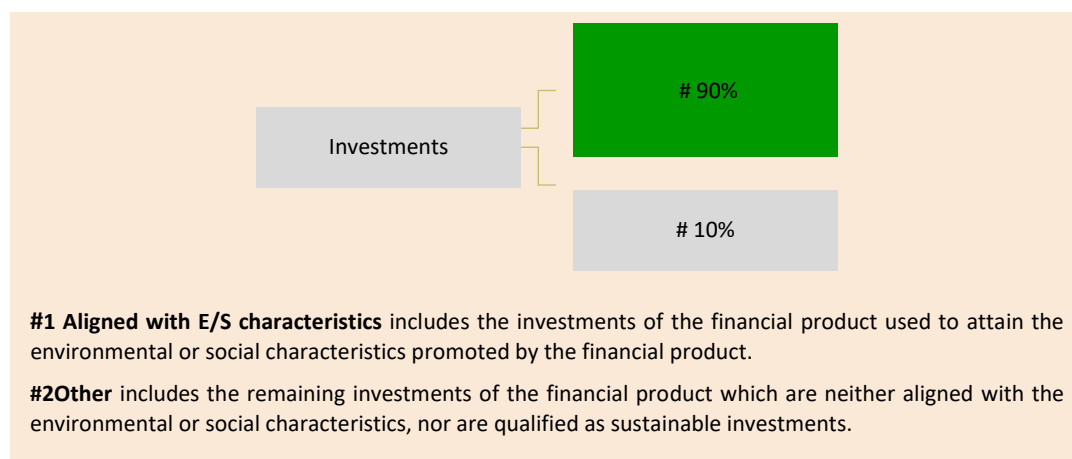 # 90%
Investments
# 10%
#1 Aligned with E/S characteristics includes the investments of the financial product used to attain the
environmental or social characteristics promoted by the financial product.
#2Other includes the remaining investments of the financial product which are neither aligned with the
environmental or social characteristics, nor are qualified as sustainable investments.